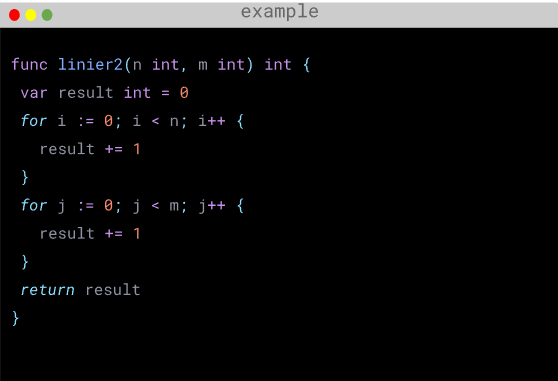 example
func linier2(n int, m int) int {
 var result int = 0
 for i := 0; i < n; i++ {
   result += 1
 }
 for j := 0; j < m; j++ {
   result += 1
 }
 return result
}